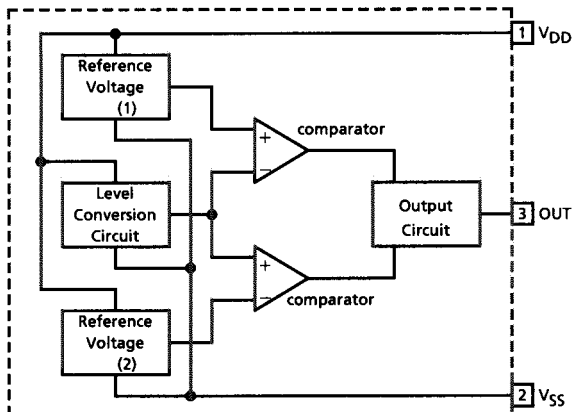 1 VDD
Reference
Voltage
(1)
+
−
comparator
Level
Conversion
Circuit
Output
Circuit
3 OUT
+
−
comparator
Reference
Voltage
(2)
2 VSS